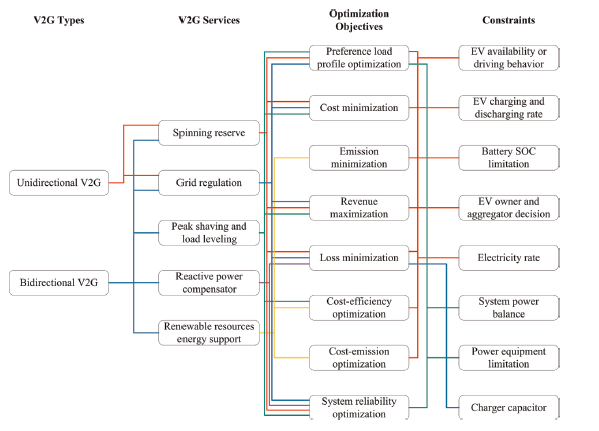 V2G Types
V2G Services
Optimization
Objectives
Constraints
Unidirectional V2G
Bidirectional V2G
Spinning reserve
Grid regulation
Peak shaving and
load leveling
Reactive power
compensator
Renewable resources
energy support
Preference load
profile optimization
Cost minimization
Emission
minimization
Revenue
maximization
Loss minimization
Cost-efficiency
optimization
Cost-emission
optimization
System reliability
optimization
EV availability or
driving behavior
EV charging and
discharging rate
Battery SOC
limitation
EV owner and
aggregator decision
Electricity rate
System power
balance
Power equipment
limitation
Charger capacitor